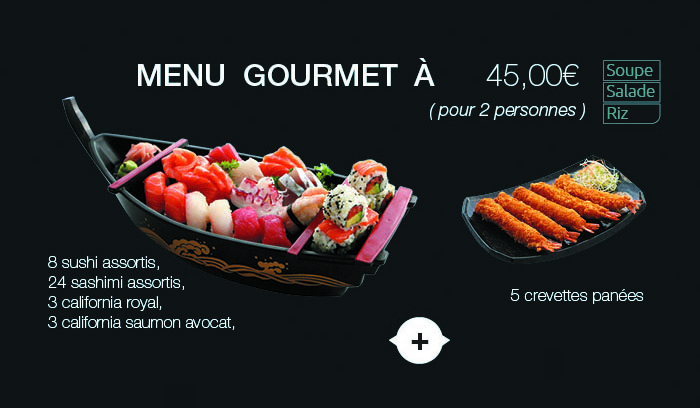 MENU GOURMET À 45,00€
( pour 2 personnes )
Soupe
Salade
Riz
8 sushi assortis,
24 sashimi assortis,
3 california royal,
3 california saumon avocat,
+
5 crevettes panées